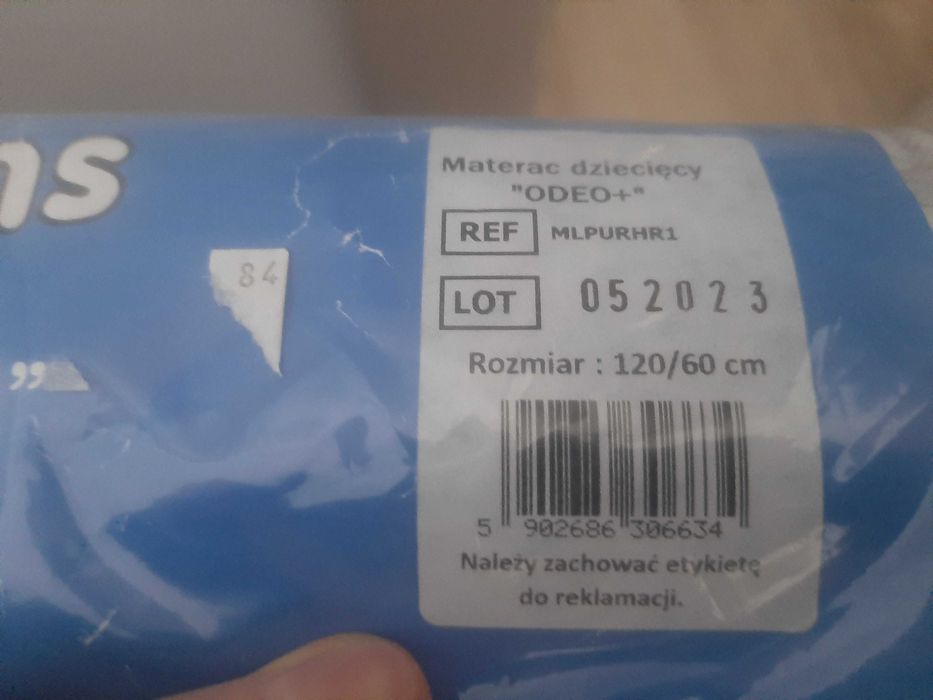 Materac dziecięcy
"ODEO+"
REF MLPURHR1
LOT 052023
Rozmiar : 120/60 cm
5 902686 306634
Należy zachować etykietę
do reklamacji.
84
”